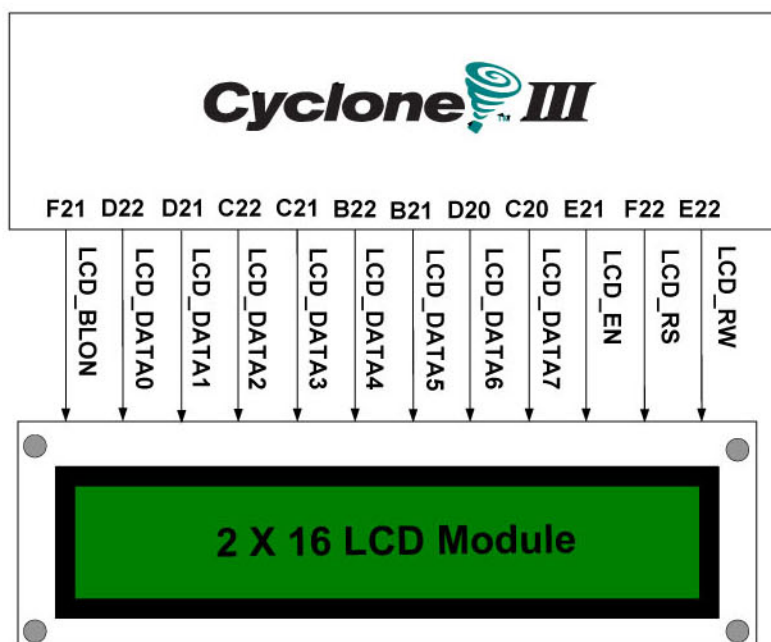 Cyclone™ III
F21 D22 D21 C22 C21 B22 B21 D20 C20 E21 F22 E22
LCD_BLON
LCD_DATA0
LCD_DATA1
LCD_DATA2
LCD_DATA3
LCD_DATA4
LCD_DATA5
LCD_DATA6
LCD_DATA7
LCD_EN
LCD_RS
LCD_RW
2 X 16 LCD Module